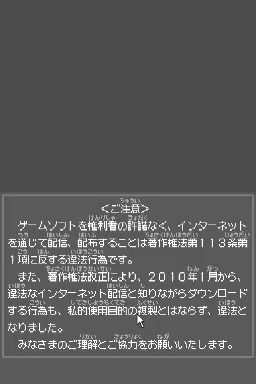 <ご注意>
ゲームソフトを権利者の許諾なく、インターネット
を通じて配信、配布することは著作権法第１１３条第
１項に反する違法行為です。
また、著作権法改正により、２０１０年１月から、
違法なインターネット配信と知りながらダウンロード
する行為も、私的使用目的の複製とはならず、違法と
なりました。
みなさまのご理解とご協力をお願いいたします。